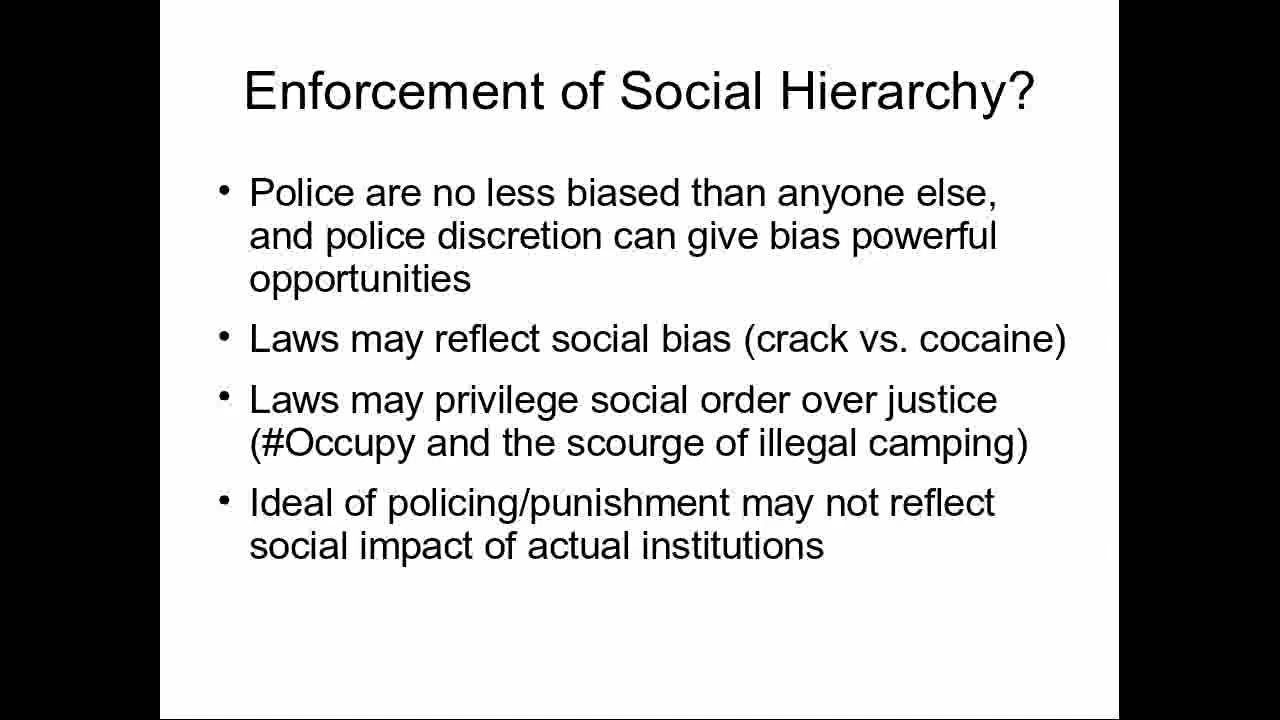 Enforcement of Social Hierarchy?
• Police are no less biased than anyone else,
and police discretion can give bias powerful
opportunities
• Laws may reflect social bias (crack vs. cocaine)
• Laws may privilege social order over justice
(#Occupy and the scourge of illegal camping)
• Ideal of policing/punishment may not reflect
social impact of actual institutions